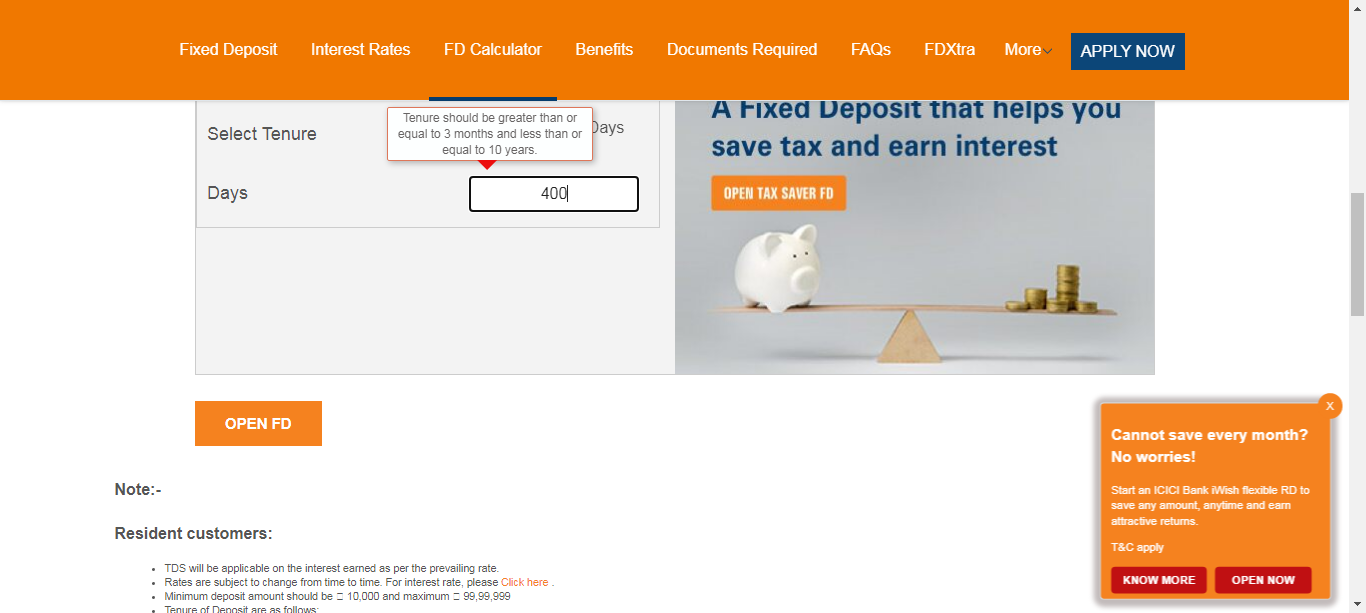 Fixed Deposit Interest Rates FD Calculator Benefits Documents Required FAQs FDXtra More APPLY NOW
Tenure should be greater than or
equal to 3 months and less than or
equal to 10 years.
Select Tenure
Days
Days
400
A Fixed Deposit that helps you
save tax and earn interest
OPEN TAX SAVER FD
OPEN FD
Note:-
Resident customers:
• TDS will be applicable on the interest earned as per the prevailing rate.
• Rates are subject to change from time to time. For interest rate, please Click here .
• Minimum deposit amount should be 10,000 and maximum 99,99,999
• Tenure of Deposit are as follows:
X
Cannot save every month?
No worries!
Start an ICICI Bank iWish flexible RD to
save any amount, anytime and earn
attractive returns.
T&C apply
KNOW MORE OPEN NOW